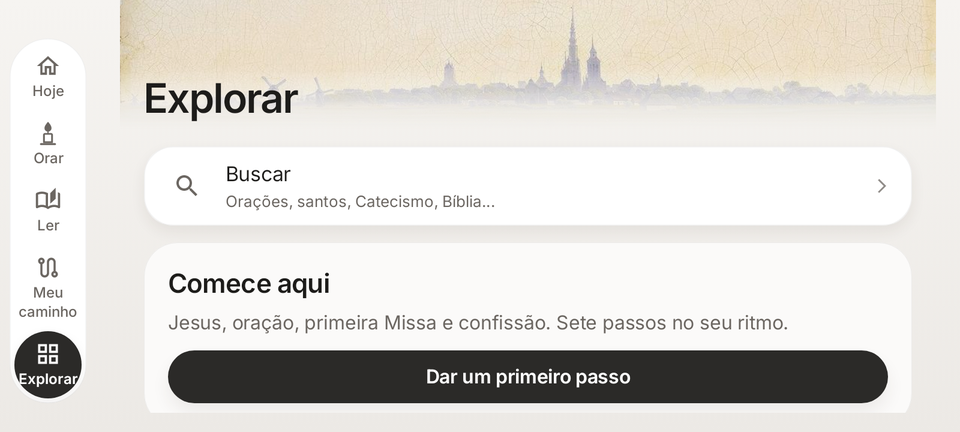 Hoje
Orar
Ler
Meu
caminho
Explorar
Explorar
Buscar
Orações, santos, Catecismo, Bíblia...
Comece aqui
Jesus, oração, primeira Missa e confissão. Sete passos no seu ritmo.
Dar um primeiro passo